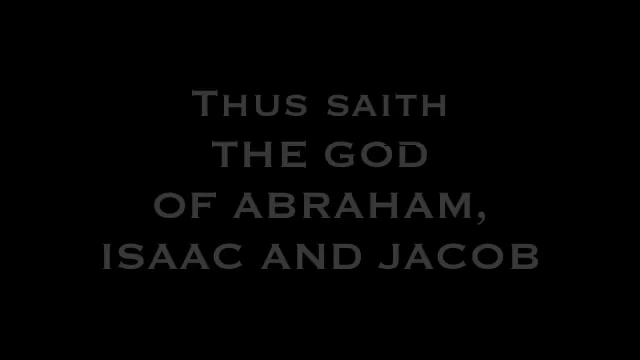 Thus saith
THE GOD
OF ABRAHAM,
ISAAC AND JACOB